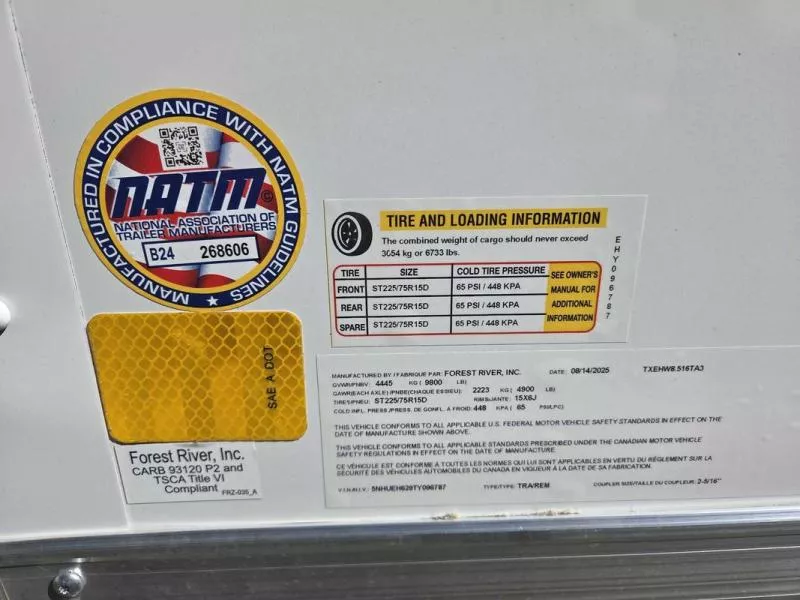 MANUFACTURED IN COMPLIANCE WITH NATM GUIDELINES
NATM©
NATIONAL ASSOCIATION OF
TRAILER MANUFACTURERS
B24 268606
★ MANUFACTURED
SAE A DOT
Forest River, Inc.
CARB 93120 P2 and
TSCA Title VI
Compliant
FRZ-035_A
TIRE AND LOADING INFORMATION
The combined weight of cargo should never exceed
3054 kg or 6733 lbs.
TIRE SIZE COLD TIRE PRESSURE SEE OWNER'S
FRONT ST225/75R15D 65 PSI / 448 KPA MANUAL FOR
REAR ST225/75R15D 65 PSI / 448 KPA ADDITIONAL
SPARE ST225/75R15D 65 PSI / 448 KPA INFORMATION
EHY096787
MANUFACTURED BY / FABRIQUE PAR: FOREST RIVER, INC. DATE: 08/14/2025 TXEHW8.516TA3
GVWR/PNBV: 4445 KG ( 9800 LB)
GAWR(EACH AXLE) /PNBE(CHAQUE ESSIEU): 2223 KG ( 4900 LB)
TIRES/PNEU: ST225/75R15D RIMS/JANTE: 15X6J
COLD INFL. PRESS./PRESS. DE GONFL. À FROID: 448 KPA ( 65 PSI/LPC)
THIS VEHICLE CONFORMS TO ALL APPLICABLE U.S. FEDERAL MOTOR VEHICLE SAFETY STANDARDS IN EFFECT ON THE
DATE OF MANUFACTURE SHOWN ABOVE.
THIS VEHICLE CONFORMS TO ALL APPLICABLE STANDARDS PRESCRIBED UNDER THE CANADIAN MOTOR VEHICLE
SAFETY REGULATIONS IN EFFECT ON THE DATE OF MANUFACTURE.
CE VÉHICULE EST CONFORME À TOUTES LES NORMES QUI LUI SONT APPLICABLES EN VERTU DU RÈGLEMENT SUR LA
SÉCURITÉ DES VÉHICULES AUTOMOBILES DU CANADA EN VIGUEUR À LA DATE DE SA FABRICATION.
V.I.N./N.I.V.: 5NHUEH629TY096787 TYPE/TYPE: TRA/REM COUPLER SIZE/TAILLE DU COUPLEUR: 2-5/16"